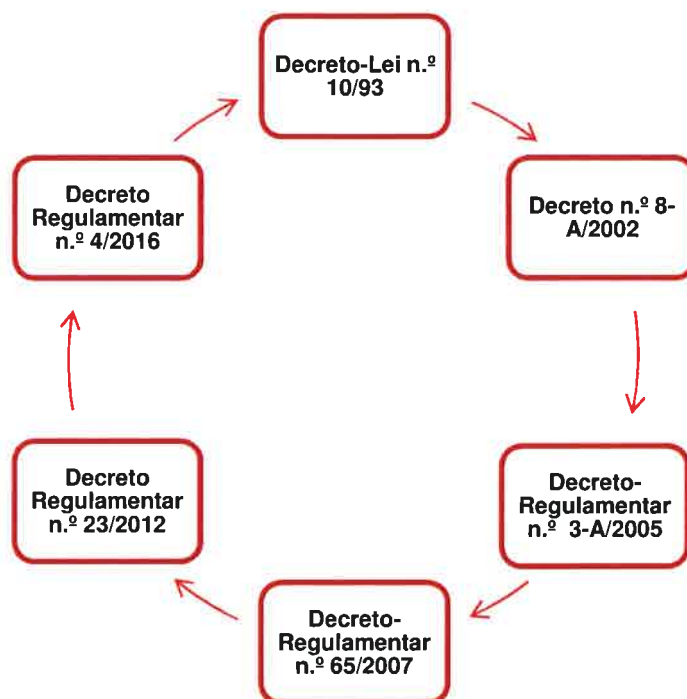 Decreto-Lei n.º
10/93
Decreto n.º 8-
A/2002
Decreto-
Regulamentar
n.º 3-A/2005
Decreto-
Regulamentar
n.º 65/2007
Decreto
Regulamentar
n.º 23/2012
Decreto
Regulamentar
n.º 4/2016